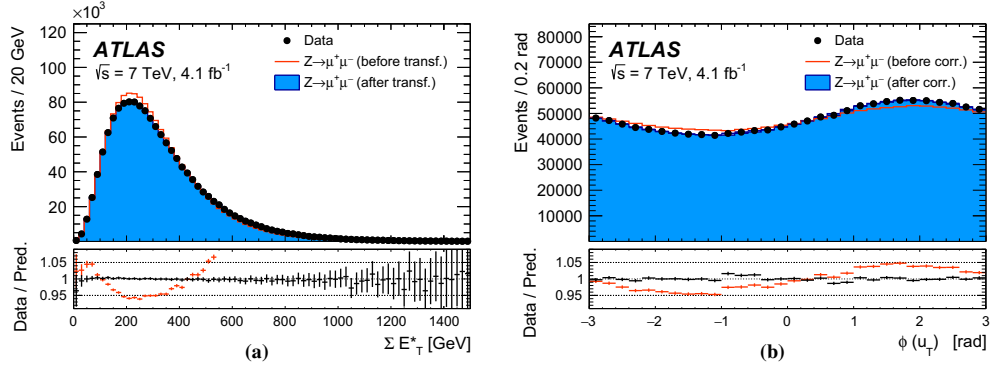 ×10³
Events / 20 GeV
120
100
80
60
40
20
0
ATLAS
√s = 7 TeV, 4.1 fb⁻¹
Data
Z→μ⁺μ⁻ (before transf.)
Z→μ⁺μ⁻ (after transf.)
Data / Pred.
1.05
1
0.95
0 200 400 600 800 1000 1200 1400
Σ E*_T [GeV]
(a)
Events / 0.2 rad
80000
70000
60000
50000
40000
30000
20000
10000
ATLAS
√s = 7 TeV, 4.1 fb⁻¹
Data
Z→μ⁺μ⁻ (before corr.)
Z→μ⁺μ⁻ (after corr.)
Data / Pred.
1.05
1
0.95
−3 −2 −1 0 1 2 3
ϕ (u_T) [rad]
(b)